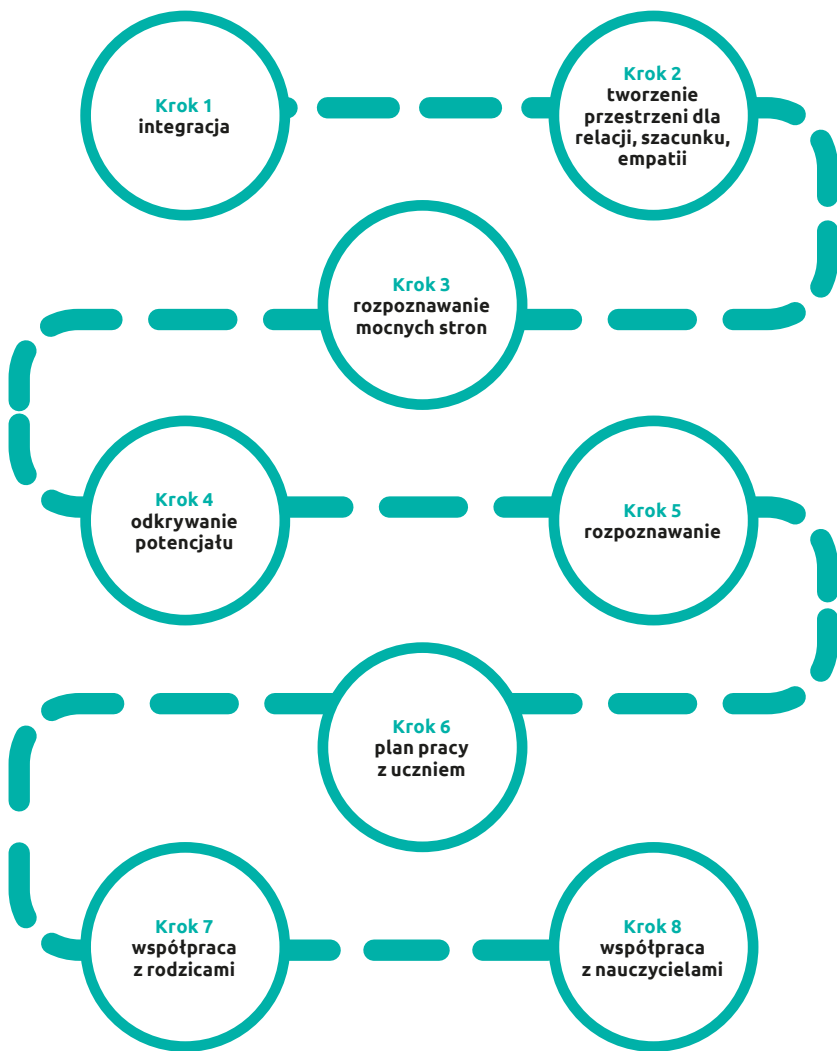 Krok 1
integracja
Krok 2
tworzenie
przestrzeni dla
relacji, szacunku,
empatii
Krok 3
rozpoznawanie
mocnych stron
Krok 4
odkrywanie
potencjału
Krok 5
rozpoznawanie
Krok 6
plan pracy
z uczniem
Krok 7
współpraca
z rodzicami
Krok 8
współpraca
z nauczycielami